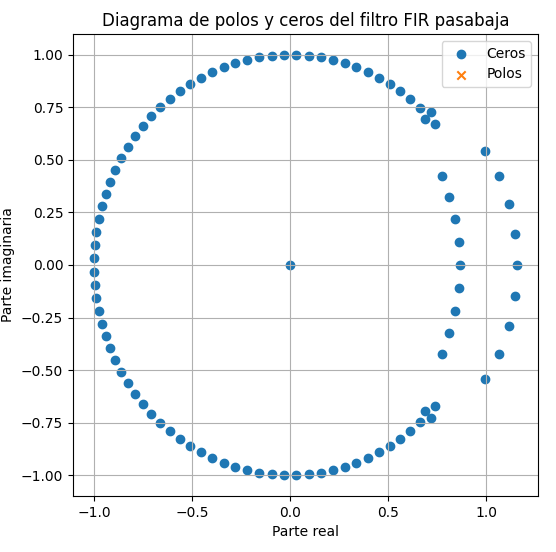 Diagrama de polos y ceros del filtro FIR pasabaja
Ceros
Polos
Parte imaginaria
1.00
0.75
0.50
0.25
0.00
−0.25
−0.50
−0.75
−1.00
−1.0
−0.5
0.0
0.5
1.0
Parte real